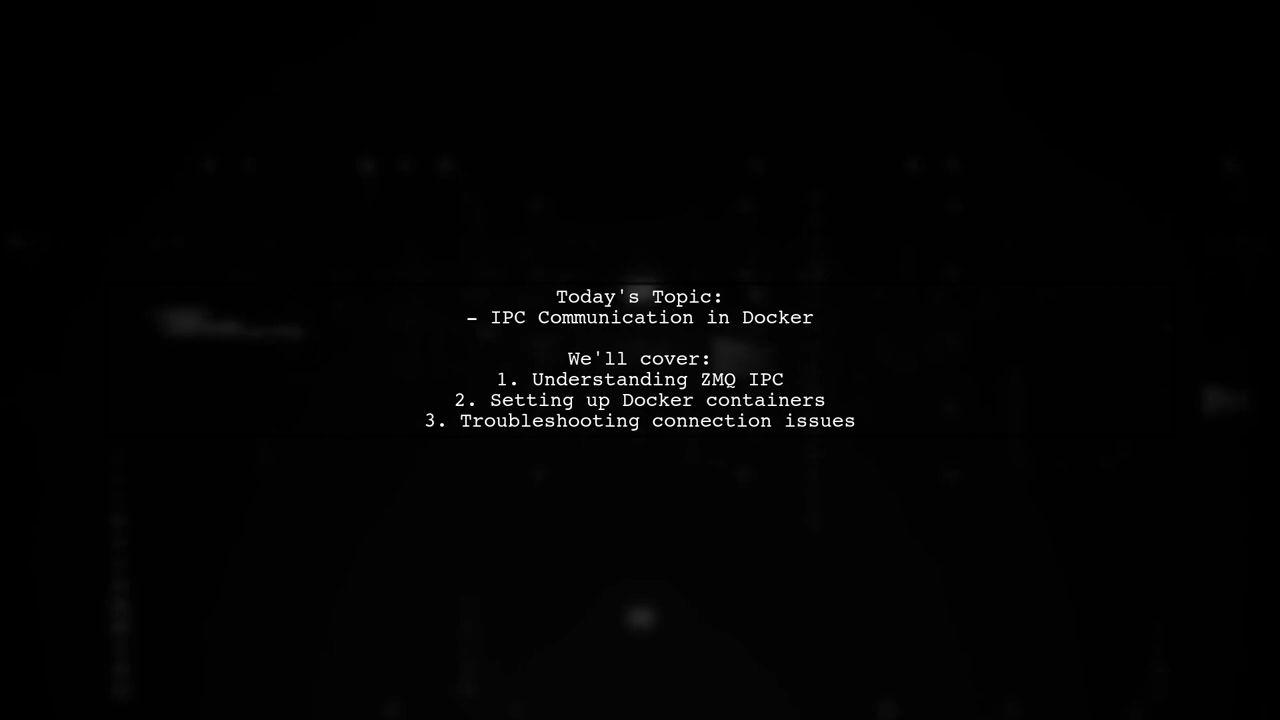 Today's Topic:
- IPC Communication in Docker
We'll cover:
1. Understanding ZMQ IPC
2. Setting up Docker containers
3. Troubleshooting connection issues